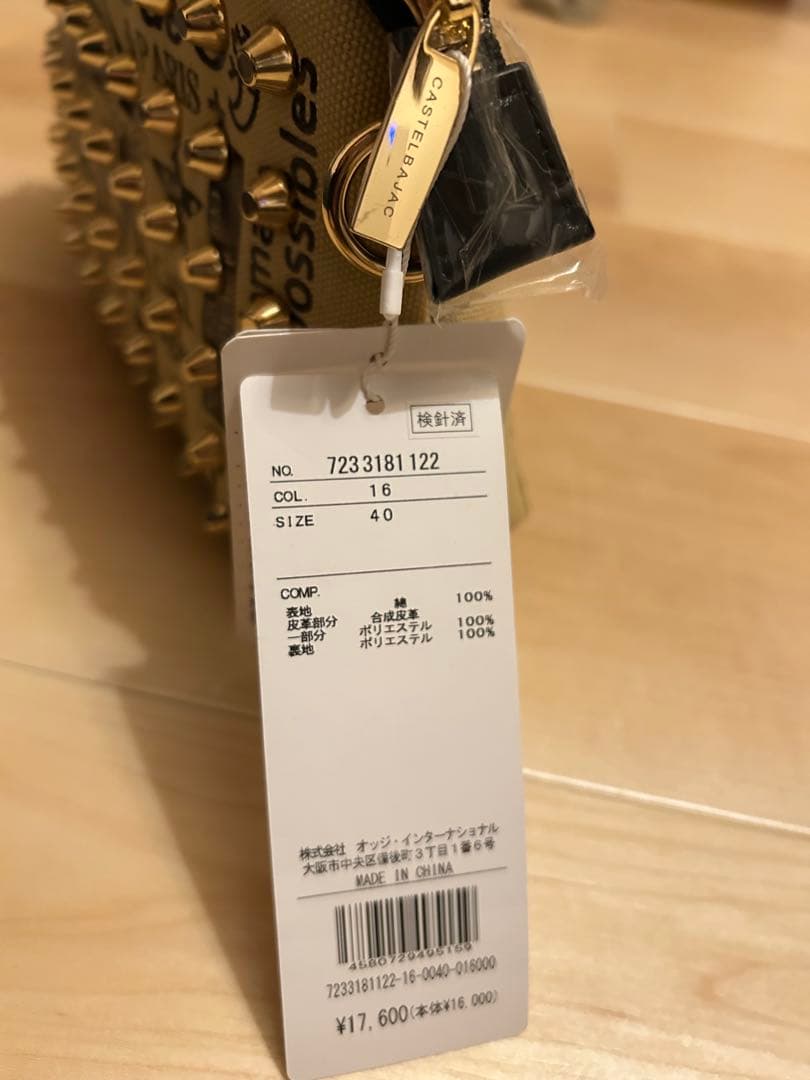 PARIS
possibles
CASTELBAJAC
検針済
NO. 7233181122
COL. 16
SIZE 40
COMP.
表地 綿 100%
皮革部分 合成皮革
一部分 ポリエステル 100%
裏地 ポリエステル 100%
株式会社 オッジ・インターナショナル
大阪市中央区備後町3丁目1番6号
MADE IN CHINA
4580729495159
7233181122-16-0040-016000
¥17,600(本体¥16,000)